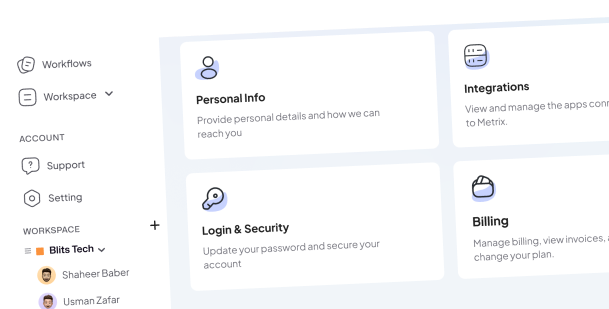 Workflows
Workspace
ACCOUNT
Support
Setting
WORKSPACE
Blits Tech
Shaheer Baber
Usman Zafar
Personal Info
Provide personal details and how we can
reach you
Integrations
View and manage the apps conn
to Metrix.
Login & Security
Update your password and secure your
account
Billing
Manage billing, view invoices,
change your plan.